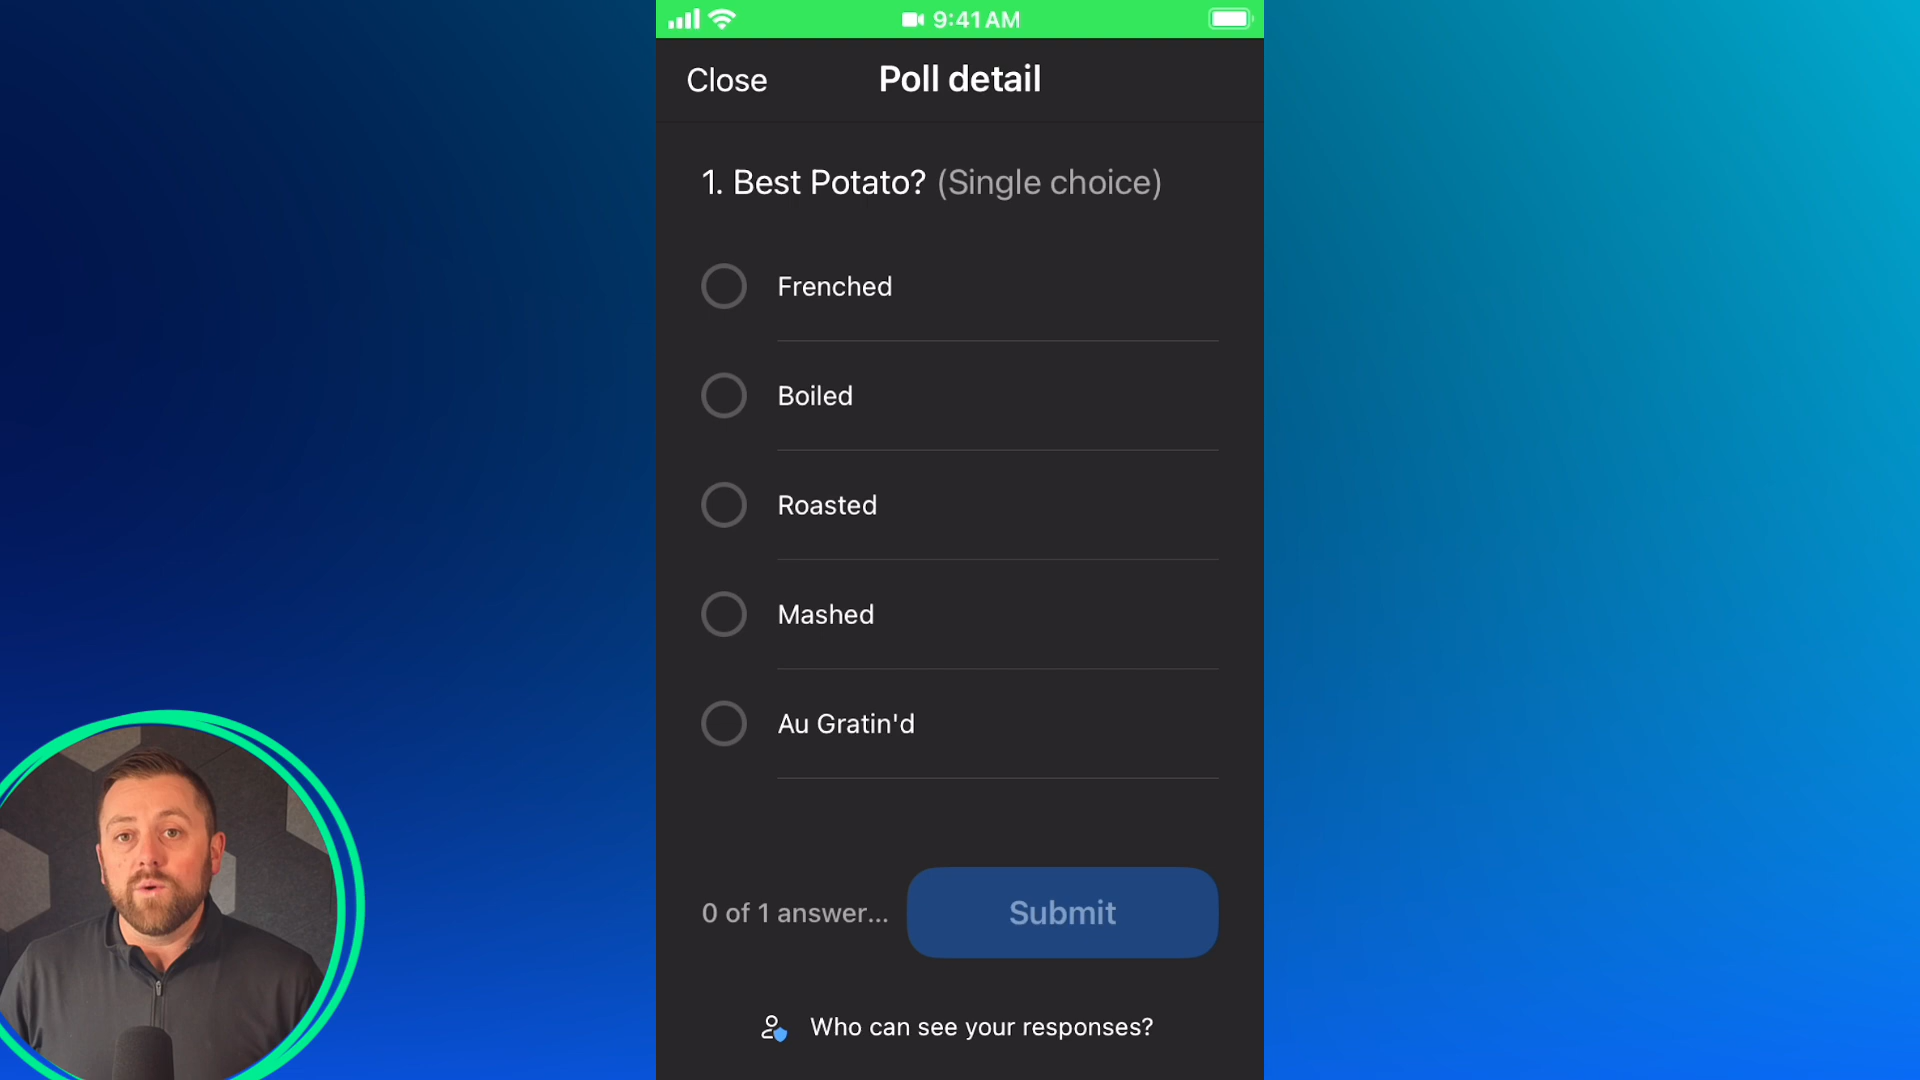 9:41 AM
Close
Poll detail
1. Best Potato? (Single choice)
Frenched
Boiled
Roasted
Mashed
Au Gratin'd
0 of 1 answer...
Submit
Who can see your responses?